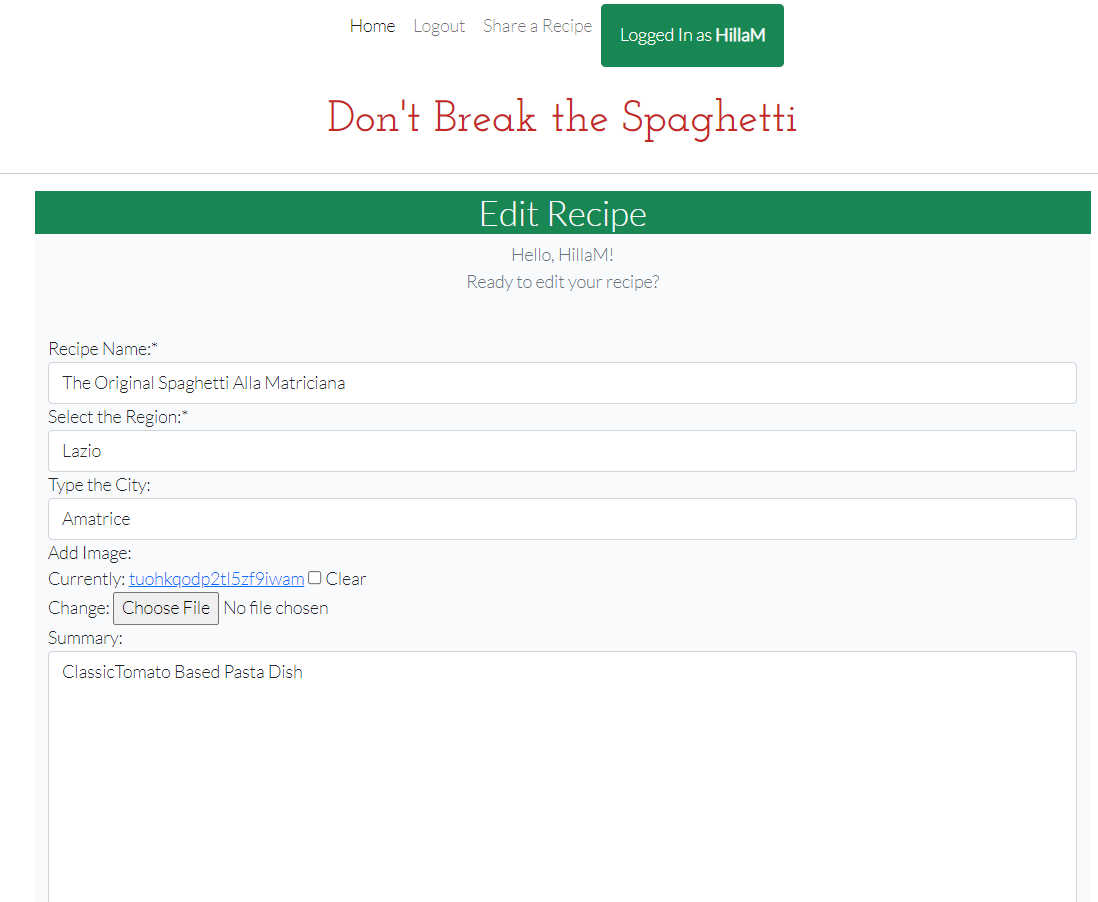 Home Logout Share a Recipe Logged In as HillaM
Don't Break the Spaghetti
Edit Recipe
Hello, HillaM!
Ready to edit your recipe?
Recipe Name:*
The Original Spaghetti Alla Matriciana
Select the Region:*
Lazio
Type the City:
Amatrice
Add Image:
Currently: tuohkqodp2tl5zf9iwam Clear
Change: Choose File No file chosen
Summary:
ClassicTomato Based Pasta Dish